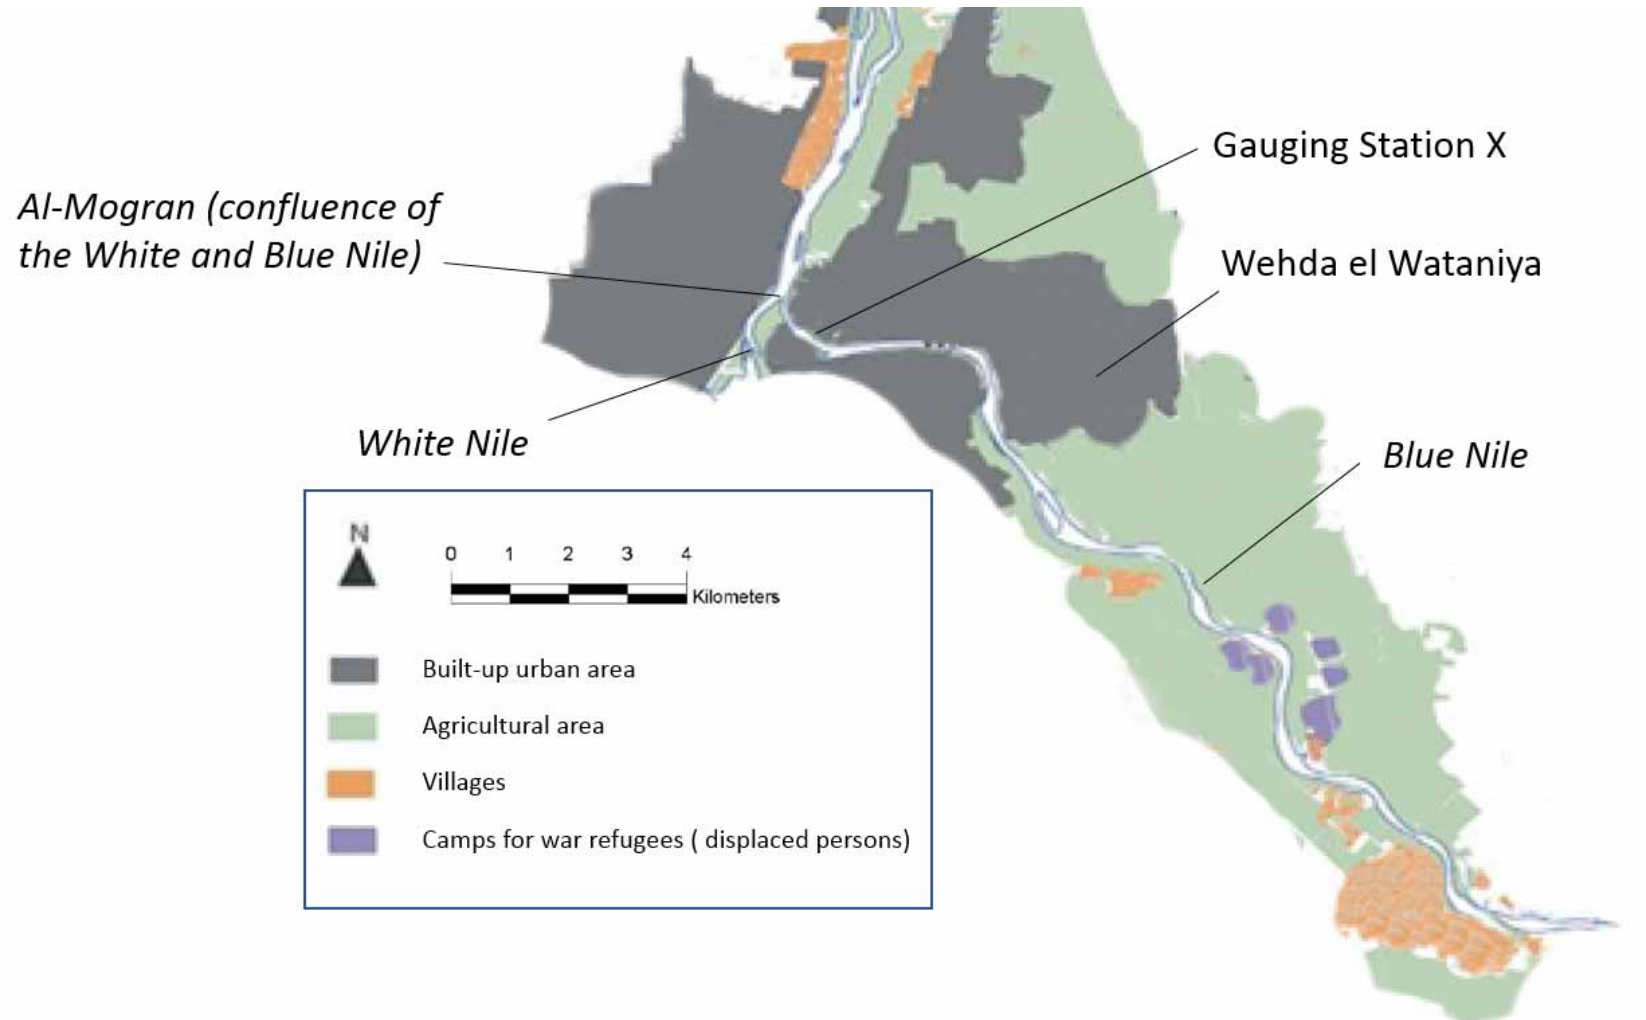 Gauging Station X
Al-Mogran (confluence of
the White and Blue Nile)
Wehda el Wataniya
White Nile
Blue Nile
N
0 1 2 3 4
Kilometers
Built-up urban area
Agricultural area
Villages
Camps for war refugees ( displaced persons)